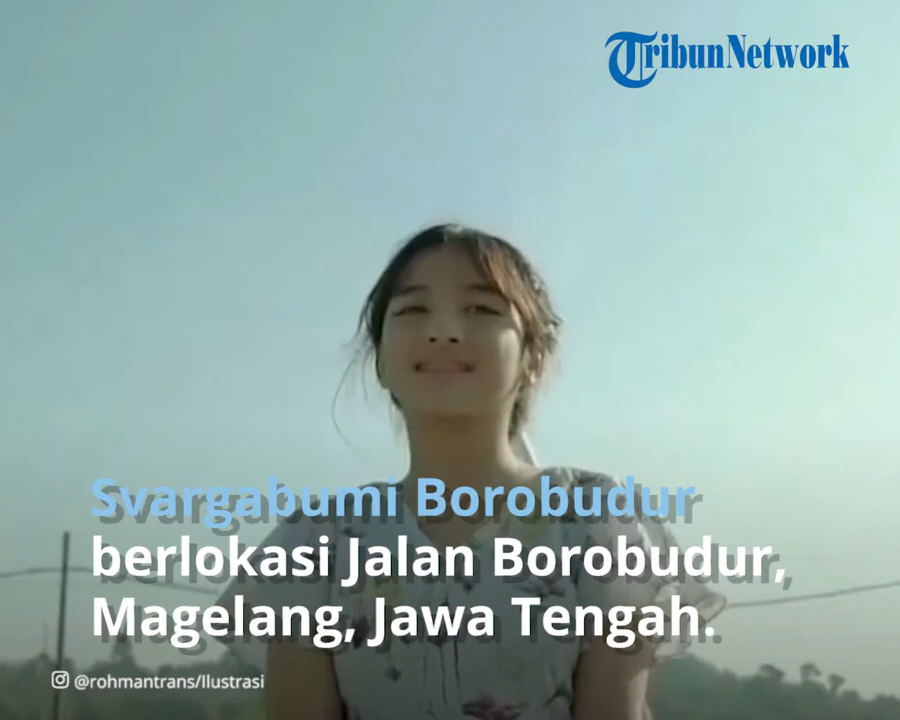 TribunNetwork
Svargabumi Borobudur
berlokasi Jalan Borobudur,
Magelang, Jawa Tengah.
@rohmantrans/Ilustrasi